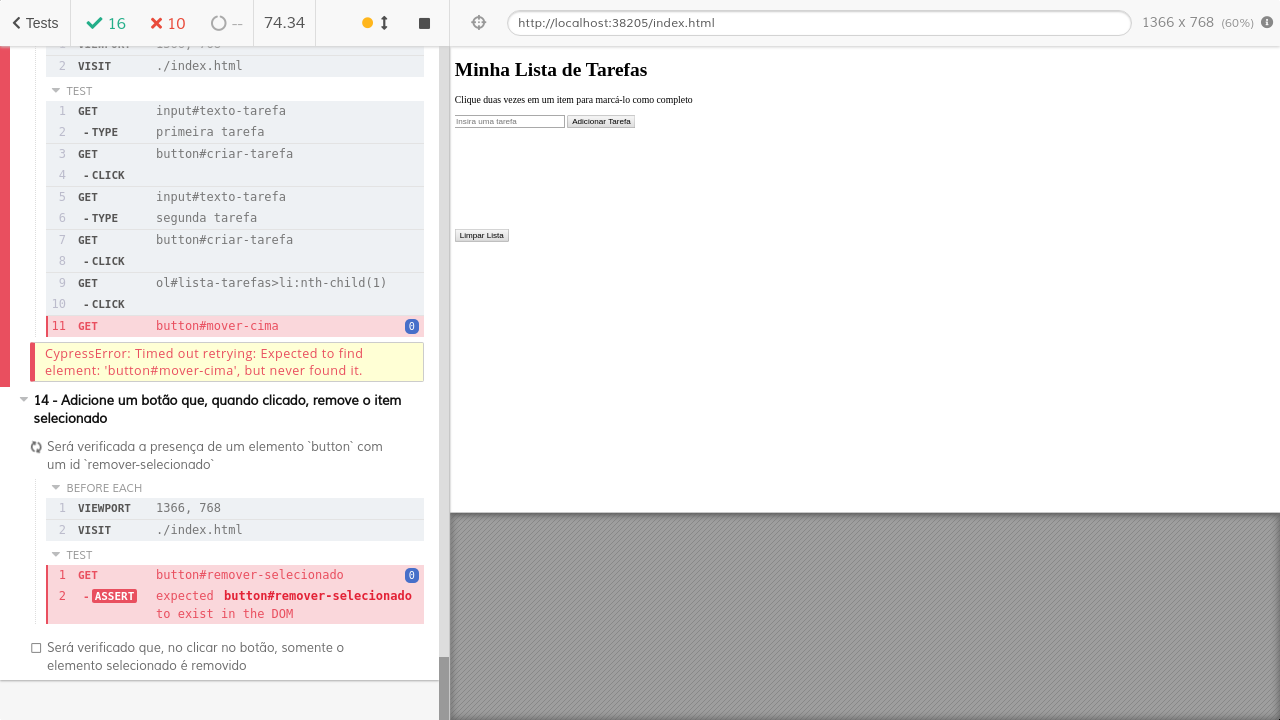 Tests 16 10 -- 74.34
http://localhost:38205/index.html 1366 x 768 (60%)
1 VIEWPORT 1366, 768
2 VISIT ./index.html
TEST
1 GET input#texto-tarefa
2 -TYPE primeira tarefa
3 GET button#criar-tarefa
4 -CLICK
5 GET input#texto-tarefa
6 -TYPE segunda tarefa
7 GET button#criar-tarefa
8 -CLICK
9 GET ol#lista-tarefas>li:nth-child(1)
10 -CLICK
11 GET button#mover-cima 0
CypressError: Timed out retrying: Expected to find
element: 'button#mover-cima', but never found it.
14 - Adicione um botão que, quando clicado, remove o item
selecionado
Será verificada a presença de um elemento `button` com
um id `remover-selecionado`
BEFORE EACH
1 VIEWPORT 1366, 768
2 VISIT ./index.html
TEST
1 GET button#remover-selecionado 0
2 -ASSERT expected button#remover-selecionado
to exist in the DOM
Será verificado que, no clicar no botão, somente o
elemento selecionado é removido
Minha Lista de Tarefas
Clique duas vezes em um item para marcá-lo como completo
Insira uma tarefa Adicionar Tarefa
Limpar Lista